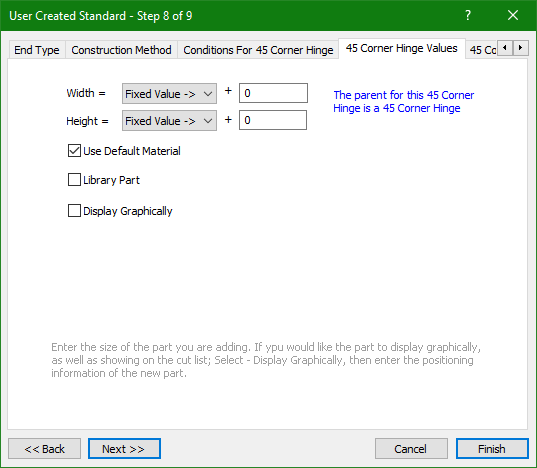 User Created Standard - Step 8 of 9
End Type Construction Method Conditions For 45 Corner Hinge 45 Corner Hinge Values 45 Co
Width = Fixed Value -> + 0
The parent for this 45 Corner
Hinge is a 45 Corner Hinge
Height = Fixed Value -> + 0
Use Default Material
Library Part
Display Graphically
Enter the size of the part you are adding. If ypu would like the part to display graphically,
as well as showing on the cut list; Select - Display Graphically, then enter the positioning
information of the new part.
<< Back Next >> Cancel Finish